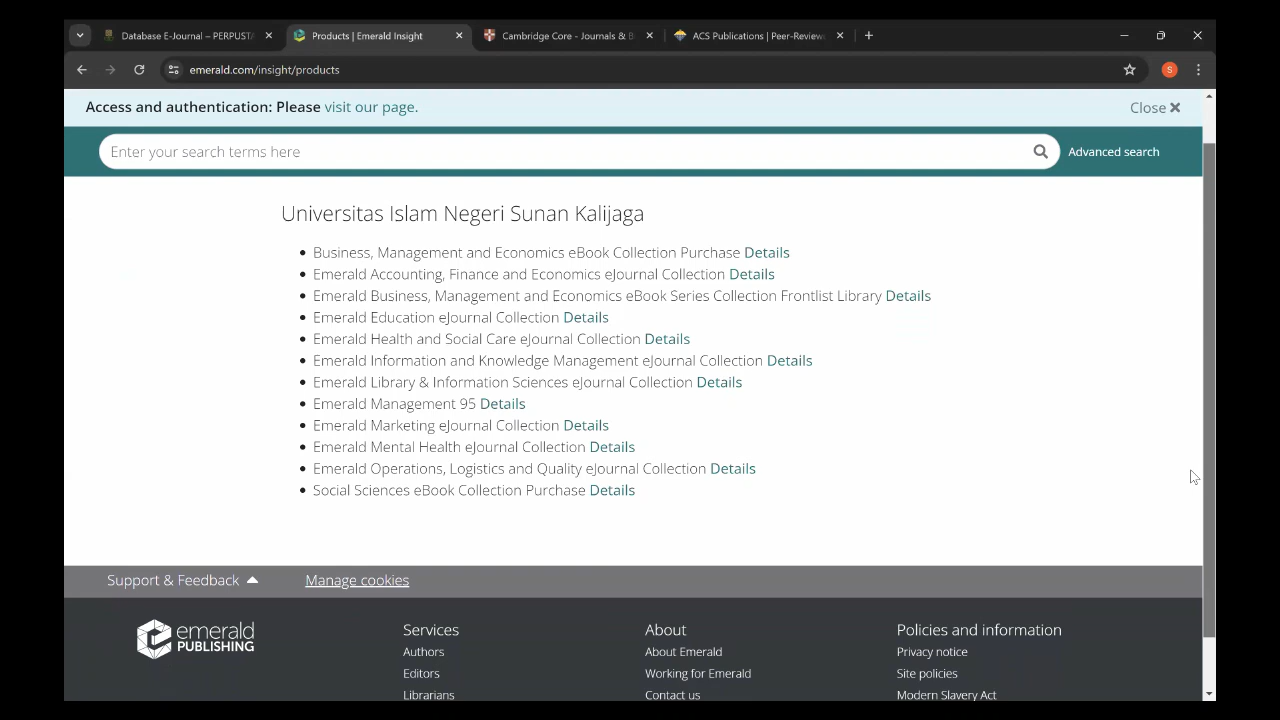 Database E-Journal – PERPUSTA
Products | Emerald Insight
Cambridge Core - Journals & B
ACS Publications | Peer-Review
emerald.com/insight/products
S
Access and authentication: Please visit our page.
Close
Enter your search terms here
Advanced search
Universitas Islam Negeri Sunan Kalijaga
Business, Management and Economics eBook Collection Purchase Details
Emerald Accounting, Finance and Economics eJournal Collection Details
Emerald Business, Management and Economics eBook Series Collection Frontlist Library Details
Emerald Education eJournal Collection Details
Emerald Health and Social Care eJournal Collection Details
Emerald Information and Knowledge Management eJournal Collection Details
Emerald Library & Information Sciences eJournal Collection Details
Emerald Management 95 Details
Emerald Marketing eJournal Collection Details
Emerald Mental Health eJournal Collection Details
Emerald Operations, Logistics and Quality eJournal Collection Details
Social Sciences eBook Collection Purchase Details
Support & Feedback
Manage cookies
emerald
PUBLISHING
Services
Authors
Editors
Librarians
About
About Emerald
Working for Emerald
Contact us
Policies and information
Privacy notice
Site policies
Modern Slavery Act